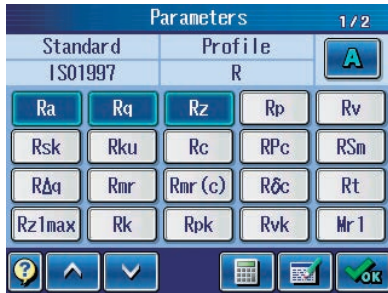 Parameters 1/2
Standard Profile A
ISO1997 R
Ra Rq Rz Rp Rv
Rsk Rku Rc RPc RSm
RΔq Rmr Rmr(c) Rδc Rt
Rz1max Rk Rpk Rvk Mr1
? OK